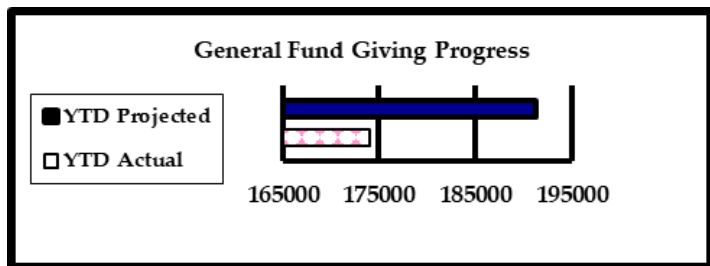 General Fund Giving Progress
YTD Projected
YTD Actual
165000 175000 185000 195000